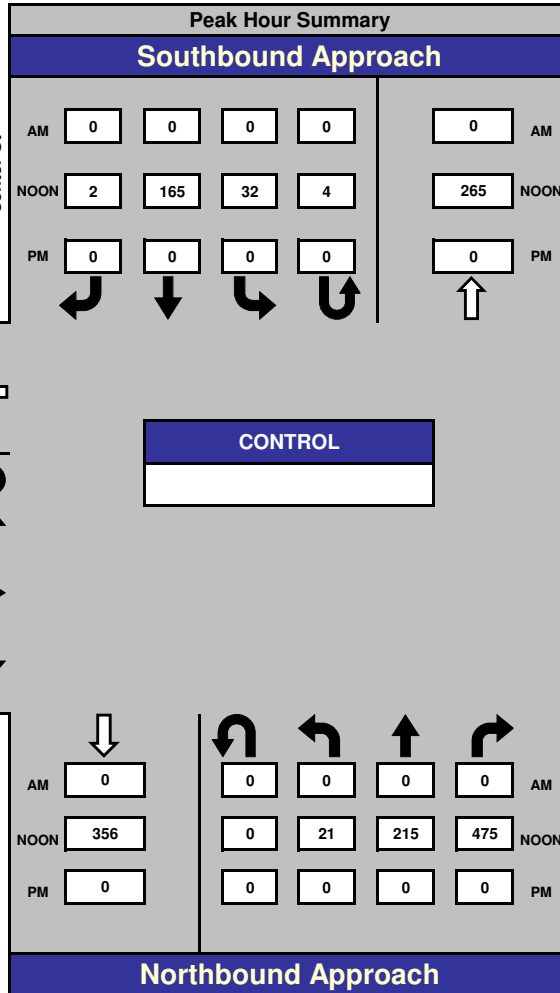 Peak Hour Summary
Southbound Approach
AM 0 0 0 0 0 AM
NOON 2 165 32 4 265 NOON
PM 0 0 0 0 0 PM
CONTROL
AM 0 0 0 0 0 AM
NOON 356 0 21 215 475 NOON
PM 0 0 0 0 0 PM
Northbound Approach